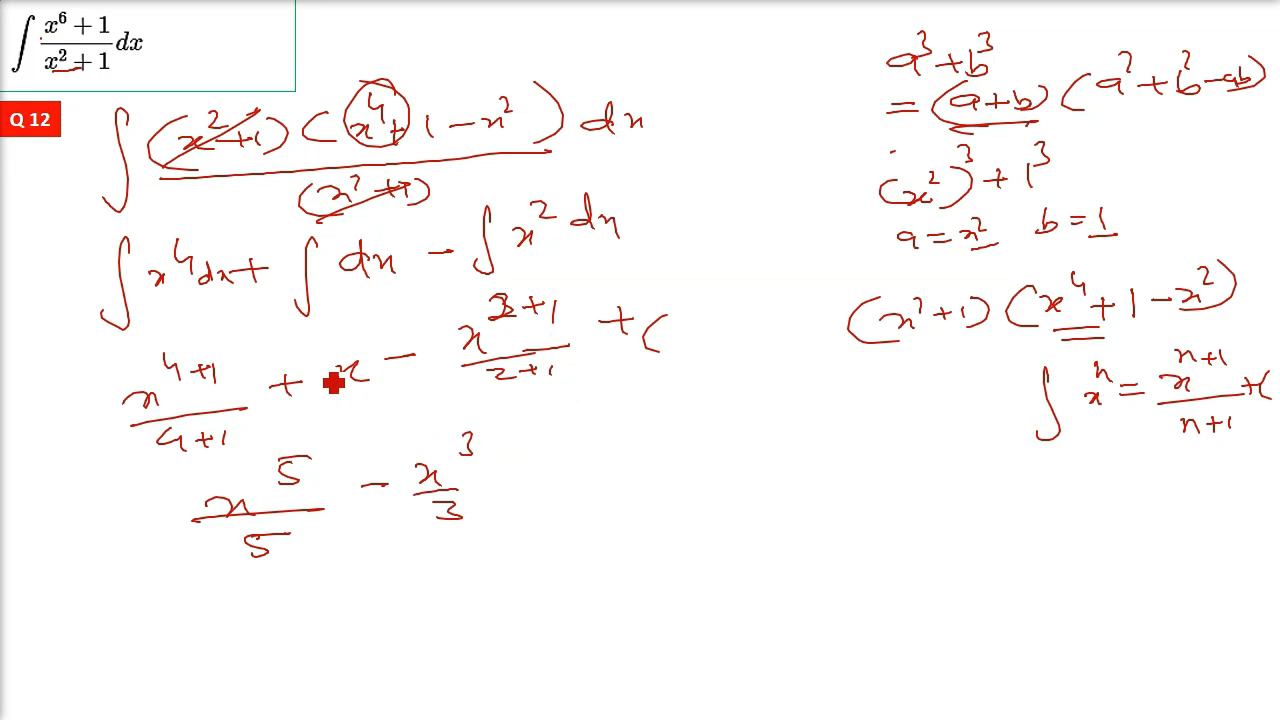 ∫ (x⁶ + 1)/(x² + 1) dx
Q 12
∫ (x² + 1)(x⁴ + 1 − x²)/(x² + 1) dx
∫ x⁴ dx + ∫ dx − ∫ x² dx
x⁴⁺¹/(4+1) + x − x²⁺¹/(2+1) + C
x⁵/5 − x³/3
a³ + b³
= (a+b) (a² + b² − ab)
(x²)³ + 1³
a = x² b = 1
(x² + 1) (x⁴ + 1 − x²)
∫ xⁿ = xⁿ⁺¹/(n+1) + C